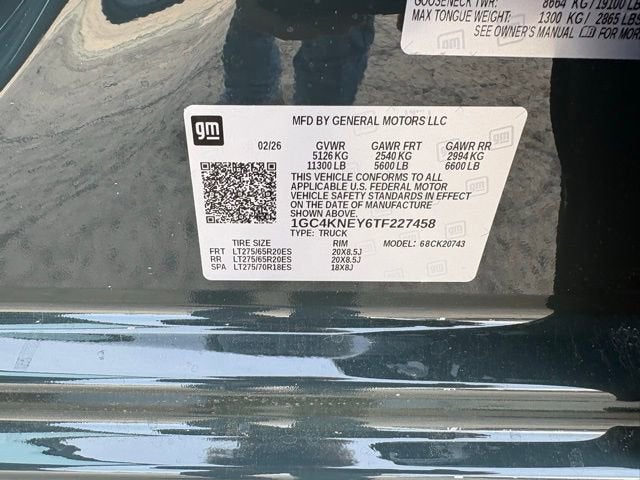 GOOSENECK TWR: 8664 KG/19100 LB
MAX TONGUE WEIGHT: 1300 KG / 2865 LBS
SEE OWNER'S MANUAL FOR MOR
gm
MFD BY GENERAL MOTORS LLC
02/26 GVWR GAWR FRT GAWR RR
5126 KG 2540 KG 2994 KG
11300 LB 5600 LB 6600 LB
THIS VEHICLE CONFORMS TO ALL
APPLICABLE U.S. FEDERAL MOTOR
VEHICLE SAFETY STANDARDS IN EFFECT
ON THE DATE OF MANUFACTURE
SHOWN ABOVE.
1GC4KNEY6TF227458
TYPE: TRUCK
TIRE SIZE RIM MODEL: 68CK20743
FRT LT275/65R20ES 20X8.5J
RR LT275/65R20ES 20X8.5J
SPA LT275/70R18ES 18X8J